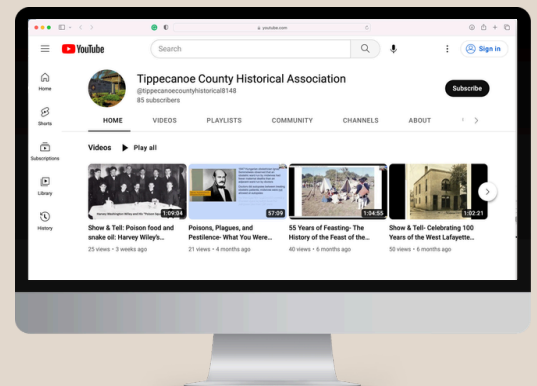 youtube.com
YouTube
Search
Sign in
Home
Shorts
Subscriptions
Library
History
Tippecanoe County Historical Association
@tippecanoecountyhistorical8148
85 subscribers
Subscribe
HOME VIDEOS PLAYLISTS COMMUNITY CHANNELS ABOUT
Videos Play all
1:09:04
57:09
1:04:55
1:02:21
Show & Tell: Poison food and
snake oil: Harvey Wiley's...
25 views • 3 weeks ago
Poisons, Plagues, and
Pestilence- What You Were...
21 views • 4 months ago
55 Years of Feasting- The
History of the Feast of the...
40 views • 6 months ago
Show & Tell- Celebrating 100
Years of the West Lafayette...
50 views • 6 months ago